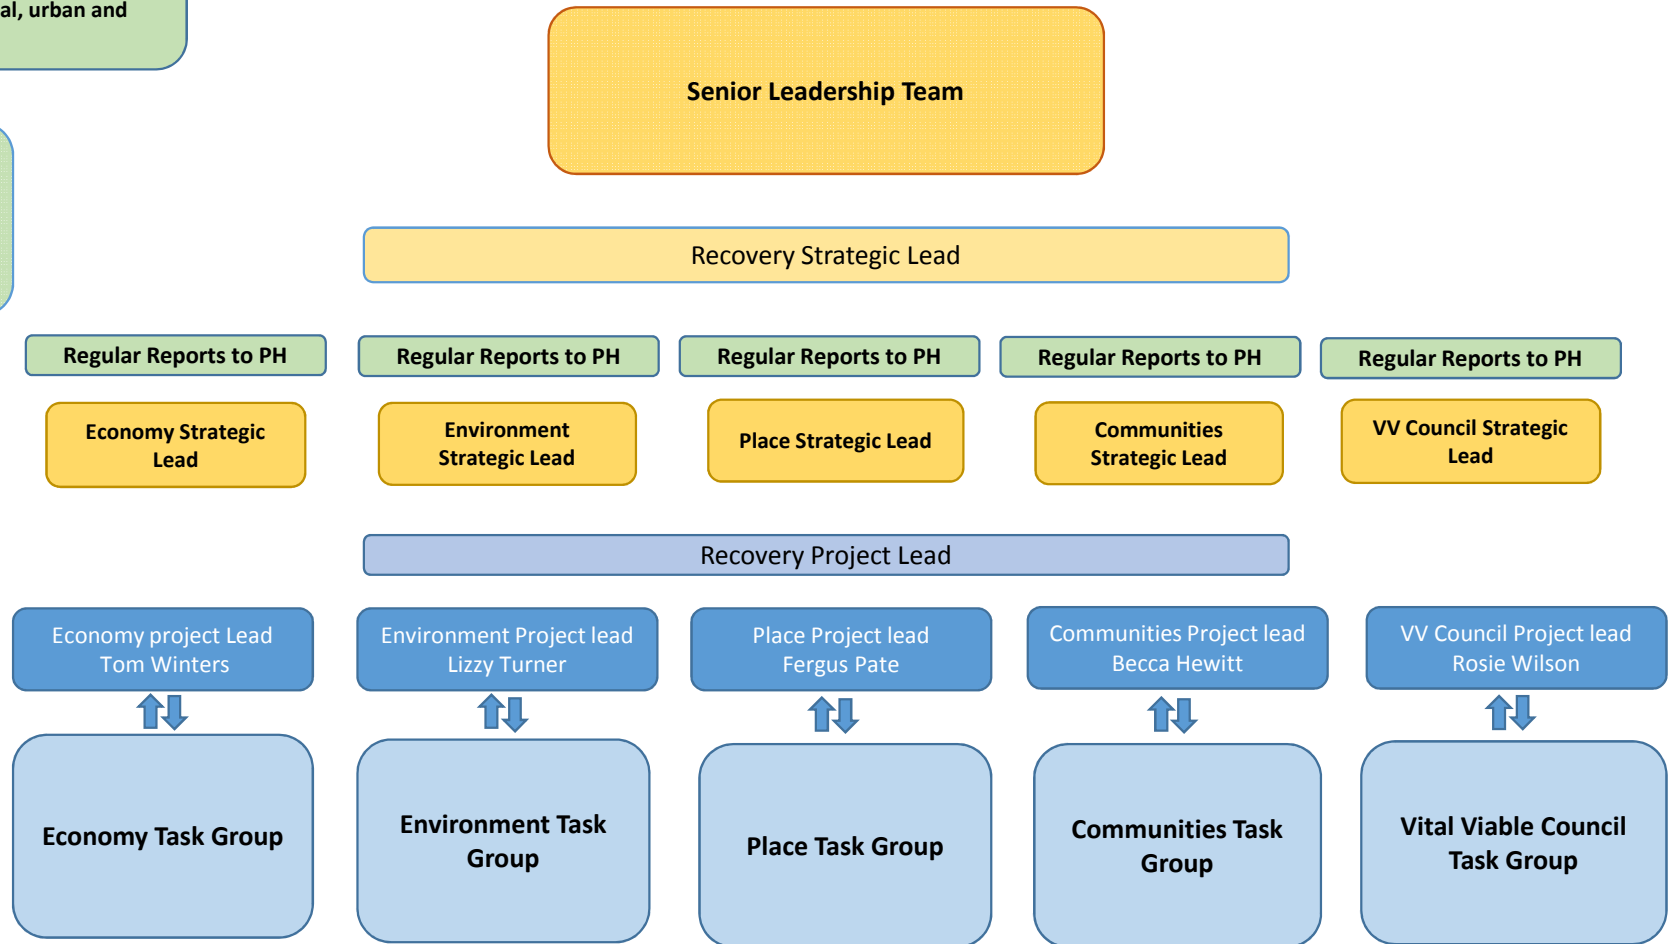 al, urban and
Senior Leadership Team
Recovery Strategic Lead
Regular Reports to PH
Regular Reports to PH
Regular Reports to PH
Regular Reports to PH
Regular Reports to PH
Economy Strategic
Lead
Environment
Strategic Lead
Place Strategic Lead
Communities
Strategic Lead
VV Council Strategic
Lead
Recovery Project Lead
Economy project Lead
Tom Winters
Environment Project lead
Lizzy Turner
Place Project lead
Fergus Pate
Communities Project lead
Becca Hewitt
VV Council Project lead
Rosie Wilson
Economy Task Group
Environment Task
Group
Place Task Group
Communities Task
Group
Vital Viable Council
Task Group